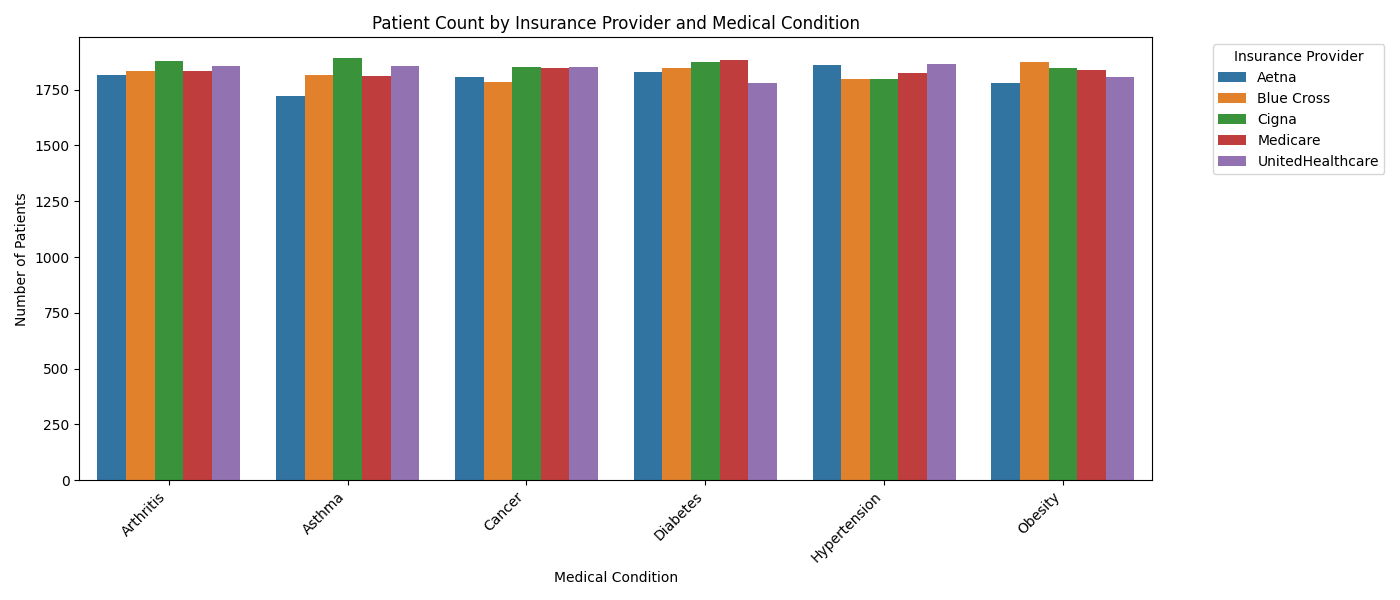 Patient Count by Insurance Provider and Medical Condition
Insurance Provider
Aetna
Blue Cross
Cigna
Medicare
UnitedHealthcare
Number of Patients
1750
1500
1250
1000
750
500
250
0
Arthritis
Asthma
Cancer
Diabetes
Hypertension
Obesity
Medical Condition